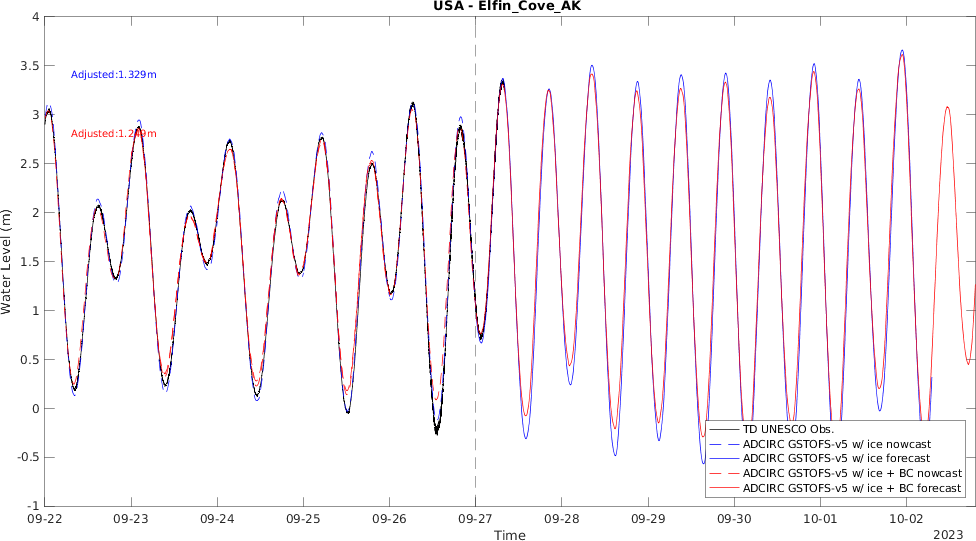 USA - Elfin_Cove_AK
4
3.5
3
2.5
2
1.5
1
0.5
0
-0.5
-1
Water Level (m)
Adjusted:1.329m
Adjusted:1.249m
TD UNESCO Obs.
ADCIRC GSTOFS-v5 w/ ice nowcast
ADCIRC GSTOFS-v5 w/ ice forecast
ADCIRC GSTOFS-v5 w/ ice + BC nowcast
ADCIRC GSTOFS-v5 w/ ice + BC forecast
09-22 09-23 09-24 09-25 09-26 09-27 09-28 09-29 09-30 10-01 10-02
Time
2023